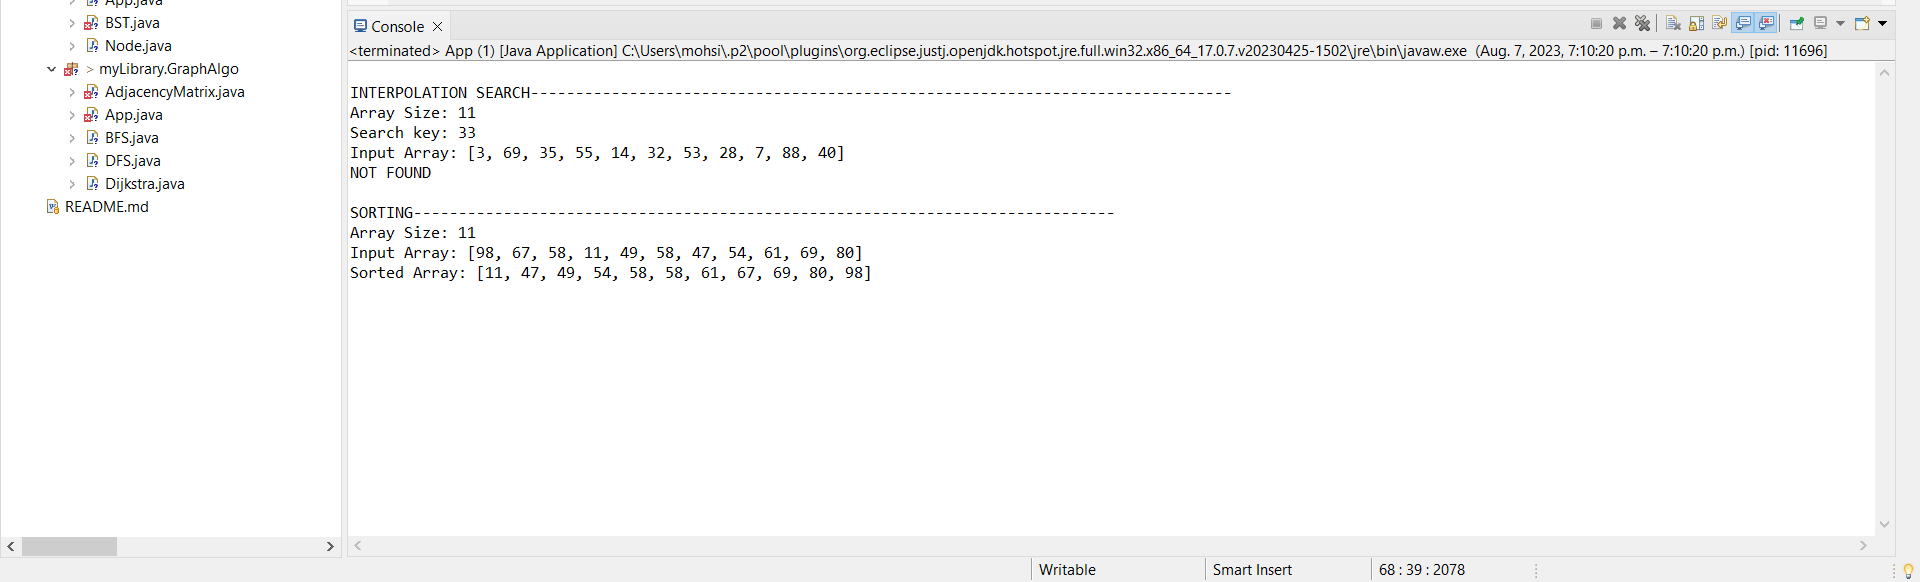 App.java
BST.java
Node.java
> myLibrary.GraphAlgo
AdjacencyMatrix.java
App.java
BFS.java
DFS.java
Dijkstra.java
README.md
Console
<terminated> App (1) [Java Application] C:\Users\mohsi\.p2\pool\plugins\org.eclipse.justj.openjdk.hotspot.jre.full.win32.x86_64_17.0.7.v20230425-1502\jre\bin\javaw.exe (Aug. 7, 2023, 7:10:20 p.m. – 7:10:20 p.m.) [pid: 11696]
INTERPOLATION SEARCH------------------------------------------------------------------------------
Array Size: 11
Search key: 33
Input Array: [3, 69, 35, 55, 14, 32, 53, 28, 7, 88, 40]
NOT FOUND
SORTING------------------------------------------------------------------------------
Array Size: 11
Input Array: [98, 67, 58, 11, 49, 58, 47, 54, 61, 69, 80]
Sorted Array: [11, 47, 49, 54, 58, 58, 61, 67, 69, 80, 98]
Writable
Smart Insert
68 : 39 : 2078